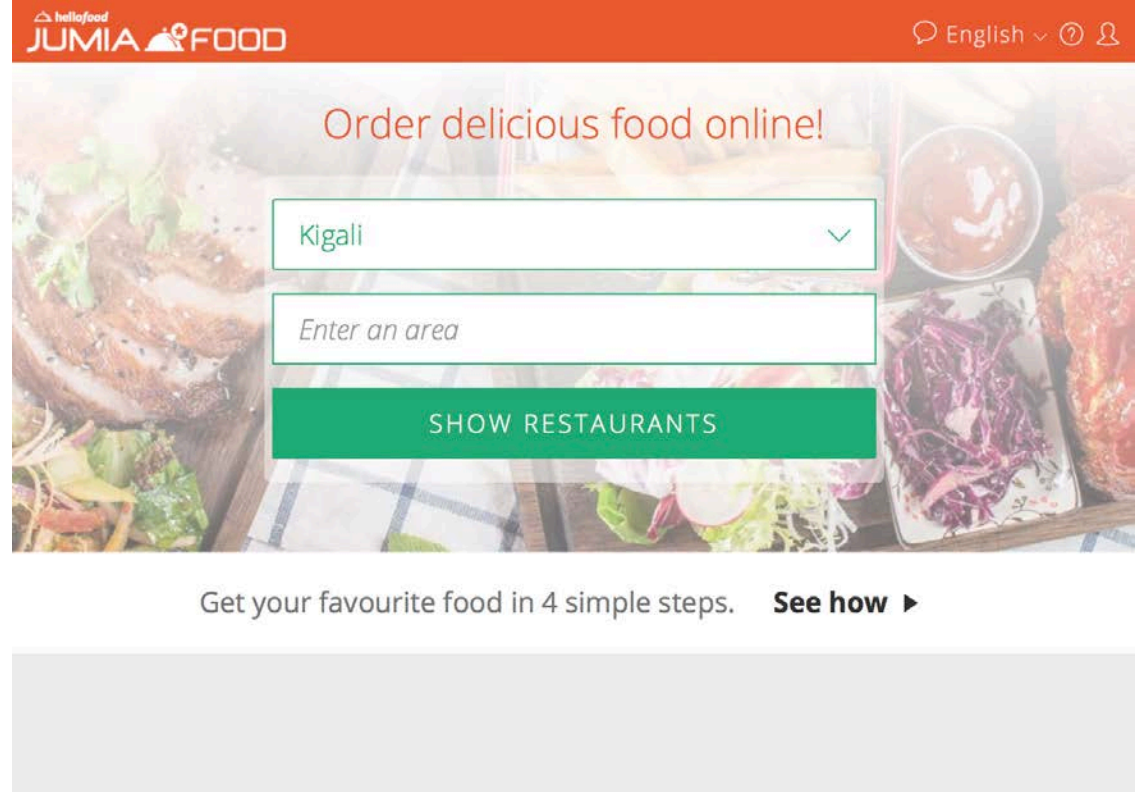 hellofood
JUMIA FOOD
English
Order delicious food online!
Kigali
Enter an area
SHOW RESTAURANTS
Get your favourite food in 4 simple steps. See how